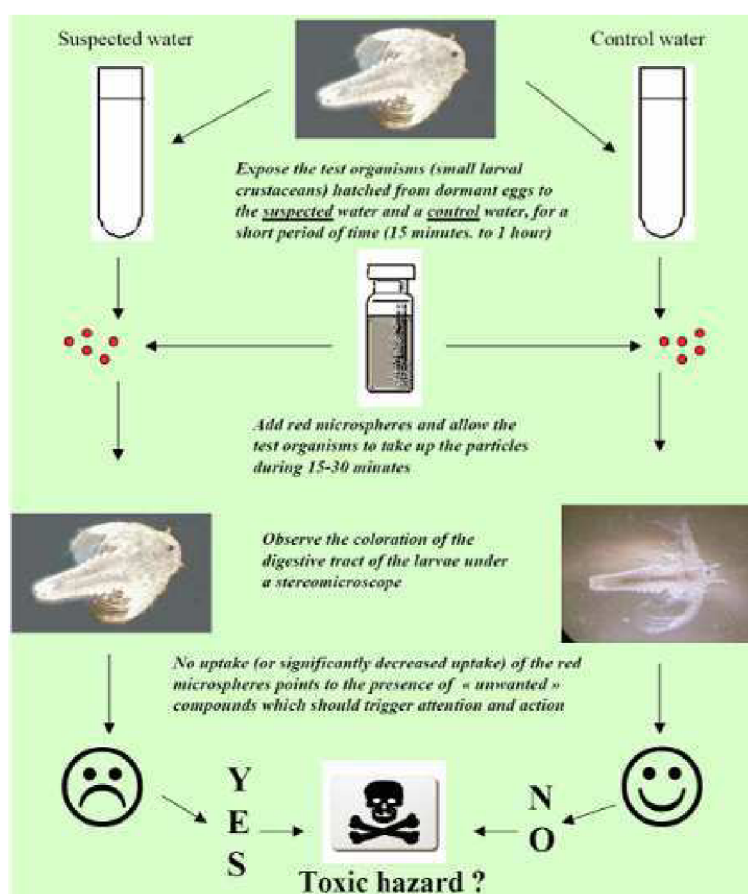 Suspected water
Control water
Expose the test organisms (small larval
crustaceans) hatched from dormant eggs to
the suspected water and a control water, for a
short period of time (15 minutes. to 1 hour)
Add red microspheres and allow the
test organisms to take up the particles
during 15-30 minutes
Observe the coloration of the
digestive tract of the larvae under
a stereomicroscope
No uptake (or significantly decreased uptake) of the red
microspheres points to the presence of « unwanted »
compounds which should trigger attention and action
YES
NO
Toxic hazard ?